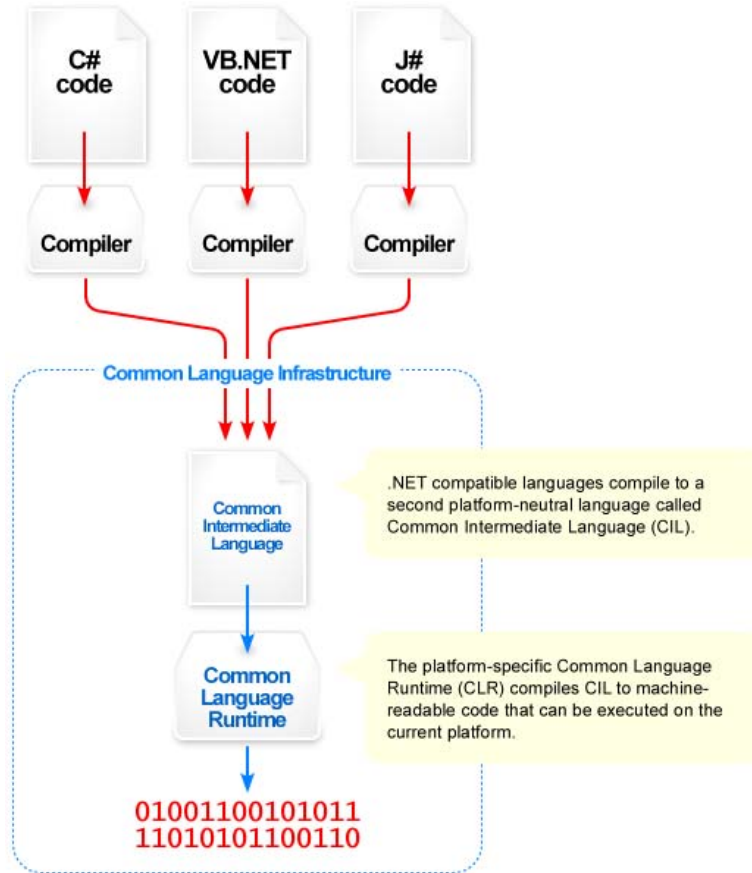 C#
code
VB.NET
code
J#
code
Compiler
Compiler
Compiler
Common Language Infrastructure
Common
Intermediate
Language
.NET compatible languages compile to a
second platform-neutral language called
Common Intermediate Language (CIL).
Common
Language
Runtime
The platform-specific Common Language
Runtime (CLR) compiles CIL to machine-
readable code that can be executed on the
current platform.
01001100101011
11010101100110